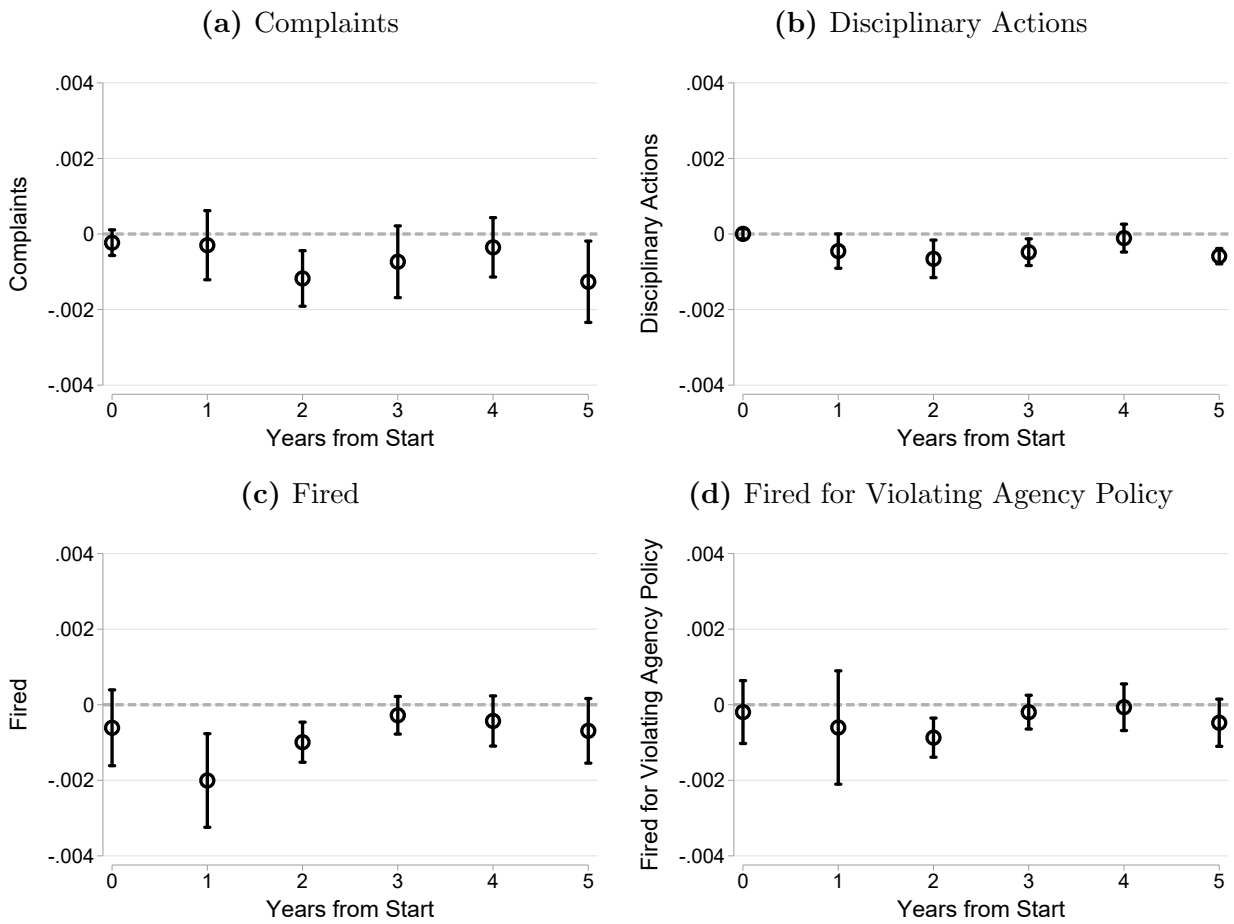 (a) Complaints
Complaints
.004
.002
0
-.002
-.004
0 1 2 3 4 5
Years from Start
(b) Disciplinary Actions
Disciplinary Actions
.004
.002
0
-.002
-.004
0 1 2 3 4 5
Years from Start
(c) Fired
Fired
.004
.002
0
-.002
-.004
0 1 2 3 4 5
Years from Start
(d) Fired for Violating Agency Policy
Fired for Violating Agency Policy
.004
.002
0
-.002
-.004
0 1 2 3 4 5
Years from Start